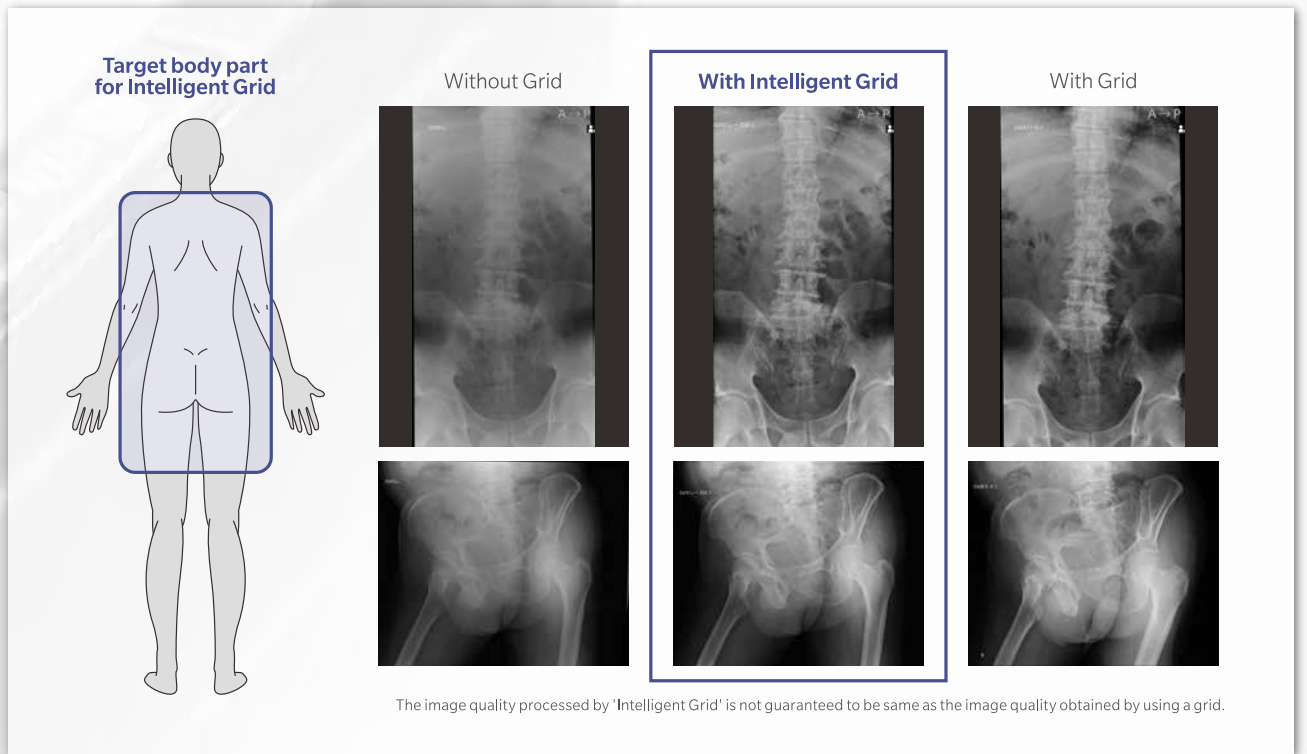 Target body part
for Intelligent Grid
Without Grid
With Intelligent Grid
With Grid
A→P
A→P
A→P
The image quality processed by 'Intelligent Grid' is not guaranteed to be same as the image quality obtained by using a grid.